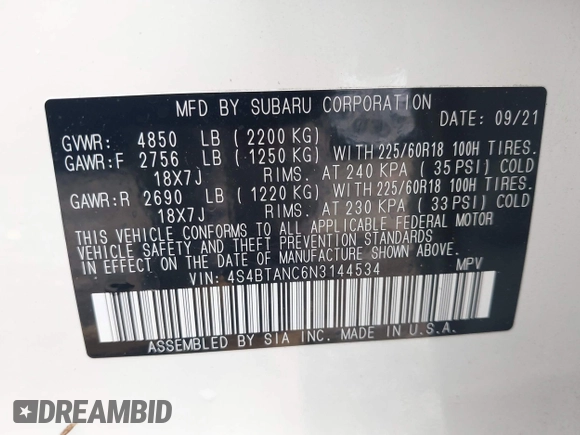 MFD BY SUBARU CORPORATION
DATE: 09/21
GVWR: 4850 LB ( 2200 KG)
GAWR:F 2756 LB ( 1250 KG) WITH 225/60R18 100H TIRES.
18X7J RIMS. AT 240 KPA ( 35 PSI) COLD
GAWR:R 2690 LB ( 1220 KG) WITH 225/60R18 100H TIRES.
18X7J RIMS. AT 230 KPA ( 33 PSI) COLD
THIS VEHICLE CONFORMS TO ALL APPLICABLE FEDERAL MOTOR
VEHICLE SAFETY AND THEFT PREVENTION STANDARDS
IN EFFECT ON THE DATE OF MANUFACTURE SHOWN ABOVE.
VIN: 4S4BTANC6N3144534 MPV
ASSEMBLED BY SIA INC. MADE IN U.S.A.
DREAMBID